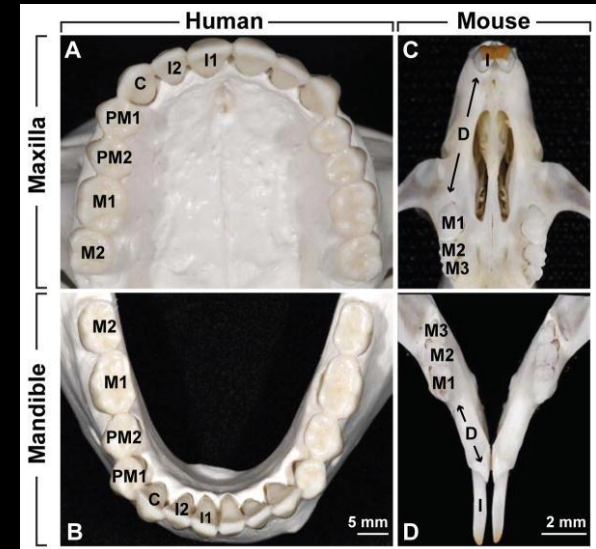 Human
Mouse
Maxilla
Mandible
A
I1
I2
C
PM1
PM2
M1
M2
C
I
D
M1
M2
M3
M2
M1
PM2
PM1
C
I2
I1
B
5 mm
M3
M2
M1
D
I
D
2 mm